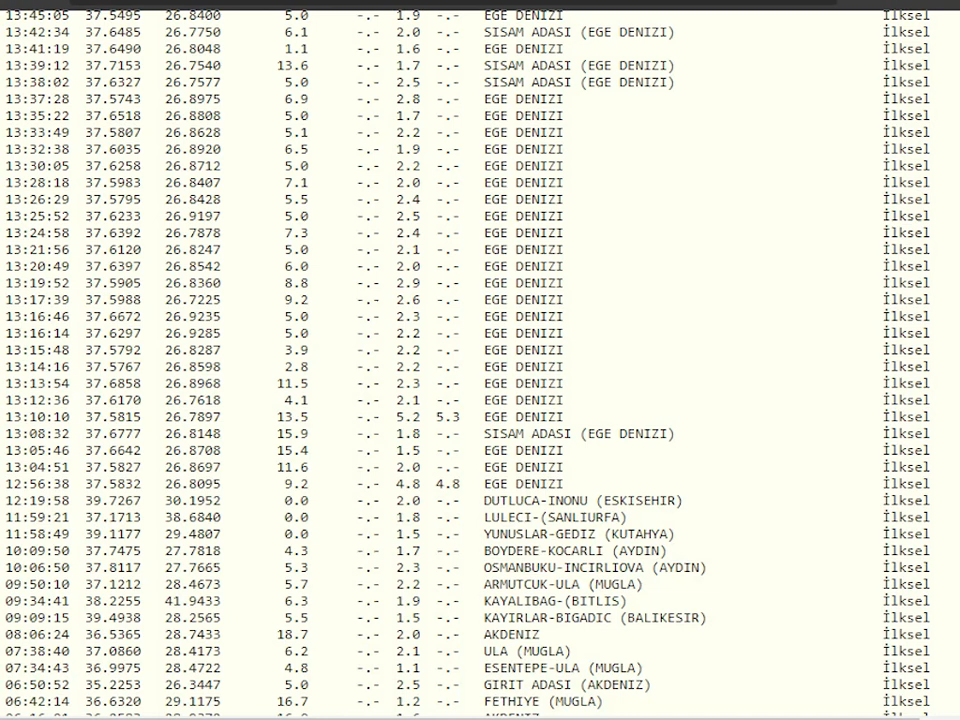 13:45:05 37.5495 26.8400 5.0 -.- 1.9 -.- EGE DENIZI İlksel
13:42:34 37.6485 26.7750 6.1 -.- 2.0 -.- SISAM ADASI (EGE DENIZI) İlksel
13:41:19 37.6490 26.8048 1.1 -.- 1.6 -.- EGE DENIZI İlksel
13:39:12 37.7153 26.7540 13.6 -.- 1.7 -.- SISAM ADASI (EGE DENIZI) İlksel
13:38:02 37.6327 26.7577 5.0 -.- 2.5 -.- SISAM ADASI (EGE DENIZI) İlksel
13:37:28 37.5743 26.8975 6.9 -.- 2.8 -.- EGE DENIZI İlksel
13:35:22 37.6518 26.8808 5.0 -.- 1.7 -.- EGE DENIZI İlksel
13:33:49 37.5807 26.8628 5.1 -.- 2.2 -.- EGE DENIZI İlksel
13:32:38 37.6035 26.8920 6.5 -.- 1.9 -.- EGE DENIZI İlksel
13:30:05 37.6258 26.8712 5.0 -.- 2.2 -.- EGE DENIZI İlksel
13:28:18 37.5983 26.8407 7.1 -.- 2.0 -.- EGE DENIZI İlksel
13:26:29 37.5795 26.8428 5.5 -.- 2.4 -.- EGE DENIZI İlksel
13:25:52 37.6233 26.9197 5.0 -.- 2.5 -.- EGE DENIZI İlksel
13:24:58 37.6392 26.7878 7.3 -.- 2.4 -.- EGE DENIZI İlksel
13:21:56 37.6120 26.8247 5.0 -.- 2.1 -.- EGE DENIZI İlksel
13:20:49 37.6397 26.8542 6.0 -.- 2.0 -.- EGE DENIZI İlksel
13:19:52 37.5905 26.8360 8.8 -.- 2.9 -.- EGE DENIZI İlksel
13:17:39 37.5988 26.7225 9.2 -.- 2.6 -.- EGE DENIZI İlksel
13:16:46 37.6672 26.9235 5.0 -.- 2.3 -.- EGE DENIZI İlksel
13:16:14 37.6297 26.9285 5.0 -.- 2.2 -.- EGE DENIZI İlksel
13:15:48 37.5792 26.8287 3.9 -.- 2.2 -.- EGE DENIZI İlksel
13:14:16 37.5767 26.8598 2.8 -.- 2.2 -.- EGE DENIZI İlksel
13:13:54 37.6858 26.8968 11.5 -.- 2.3 -.- EGE DENIZI İlksel
13:12:36 37.6170 26.7618 4.1 -.- 2.1 -.- EGE DENIZI İlksel
13:10:10 37.5815 26.7897 13.5 -.- 5.2 5.3 EGE DENIZI İlksel
13:08:32 37.6777 26.8148 15.9 -.- 1.8 -.- SISAM ADASI (EGE DENIZI) İlksel
13:05:46 37.6642 26.8708 15.4 -.- 1.5 -.- EGE DENIZI İlksel
13:04:51 37.5827 26.8697 11.6 -.- 2.0 -.- EGE DENIZI İlksel
12:56:38 37.5832 26.8095 9.2 -.- 4.8 4.8 EGE DENIZI İlksel
12:19:58 39.7267 30.1952 0.0 -.- 2.0 -.- DUTLUCA-INONU (ESKISEHIR) İlksel
11:59:21 37.1713 38.6840 0.0 -.- 1.8 -.- LULECI-(SANLIURFA) İlksel
11:58:49 39.1177 29.4807 0.0 -.- 1.5 -.- YUNUSLAR-GEDIZ (KUTAHYA) İlksel
10:09:50 37.7475 27.7818 4.3 -.- 1.7 -.- BOYDERE-KOCARLI (AYDIN) İlksel
10:06:50 37.8117 27.7665 5.3 -.- 2.3 -.- OSMANBUKU-INCIRLIOVA (AYDIN) İlksel
09:50:10 37.1212 28.4673 5.7 -.- 2.2 -.- ARMUTCUK-ULA (MUGLA) İlksel
09:34:41 38.2255 41.9433 6.3 -.- 1.9 -.- KAYALIBAG-(BITLIS) İlksel
09:09:15 39.4938 28.2565 5.5 -.- 1.5 -.- KAYIRLAR-BIGADIC (BALIKESIR) İlksel
08:06:24 36.5365 28.7433 18.7 -.- 2.0 -.- AKDENIZ İlksel
07:38:40 37.0860 28.4173 6.2 -.- 2.1 -.- ULA (MUGLA) İlksel
07:34:43 36.9975 28.4722 4.8 -.- 1.1 -.- ESENTEPE-ULA (MUGLA) İlksel
06:50:52 35.2253 26.3447 5.0 -.- 2.5 -.- GIRIT ADASI (AKDENIZ) İlksel
06:42:14 36.6320 29.1175 16.7 -.- 1.2 -.- FETHIYE (MUGLA) İlksel